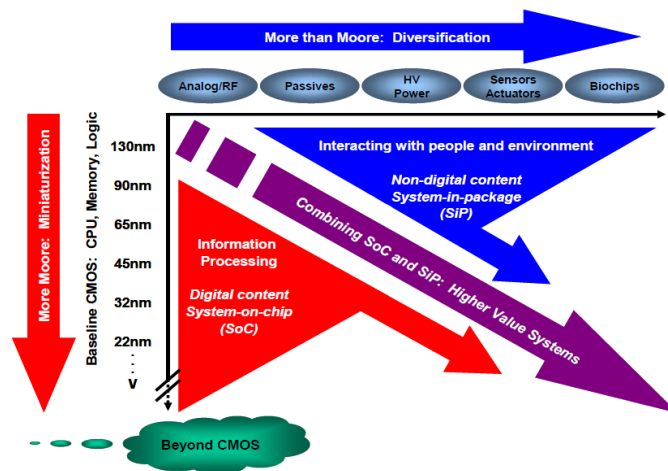 More than Moore: Diversification
Analog/RF
Passives
HV
Power
Sensors
Actuators
Biochips
More Moore: Miniaturization
Baseline CMOS: CPU, Memory, Logic
130nm
90nm
65nm
45nm
32nm
22nm
.
.
.
V
Interacting with people and environment
Non-digital content
System-in-package
(SiP)
Combining SoC and SiP: Higher Value Systems
Information
Processing
Digital content
System-on-chip
(SoC)
Beyond CMOS